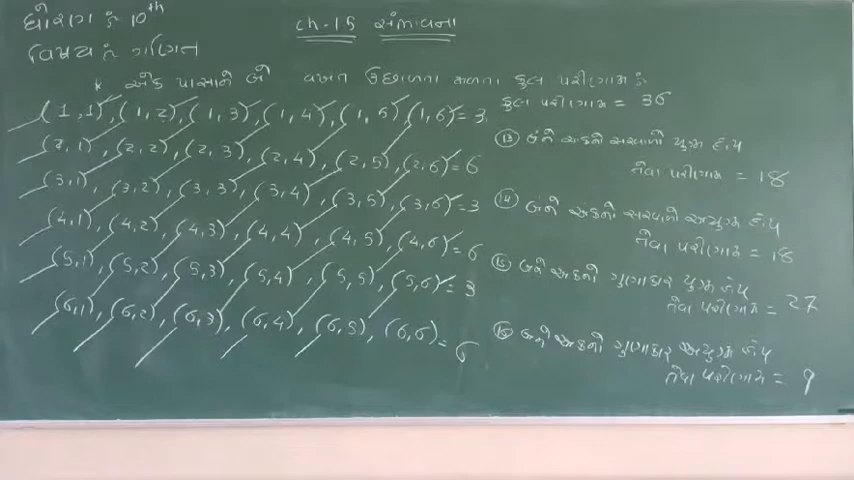 ધોરણ : 10th
ch-15 સંભાવના
વિષય : ગણિત
* એક પાસાને બે વખત ઉછાળતા મળતા કુલ પરીણામ :
(1,1), (1,2), (1,3), (1,4), (1,5), (1,6) = 3
(2,1), (2,2), (2,3), (2,4), (2,5), (2,6) = 6
(3,1), (3,2), (3,3), (3,4), (3,5), (3,6) = 3
(4,1), (4,2), (4,3), (4,4), (4,5), (4,6) = 6
(5,1), (5,2), (5,3), (5,4), (5,5), (5,6) = 3
(6,1), (6,2), (6,3), (6,4), (6,5), (6,6) = 6
કુલ પરીણામ = 36
(13) બંને અંકનો સરવાળો યુગ્મ હોય
તેવા પરીણામ = 18
(14) બંને અંકનો સરવાળો અયુગ્મ હોય
તેવા પરીણામ = 18
(15) બંને અંકનો ગુણાકાર યુગ્મ હોય
તેવા પરીણામ = 27
(16) બંને અંકનો ગુણાકાર અયુગ્મ હોય
તેવા પરીણામ = 9